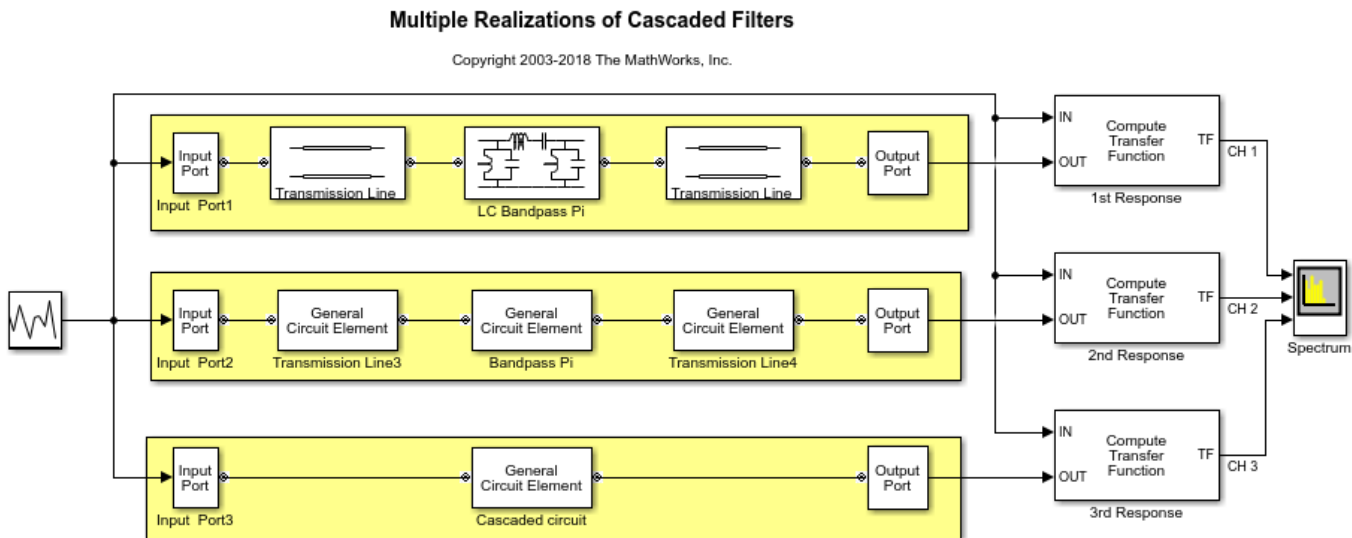 Multiple Realizations of Cascaded Filters
Copyright 2003-2018 The MathWorks, Inc.
Input
Port
Input Port1
Transmission Line
LC Bandpass Pi
Transmission Line
Output
Port
IN
OUT
Compute
Transfer
Function
TF
CH 1
1st Response
Input
Port
Input Port2
General
Circuit Element
Transmission Line3
General
Circuit Element
Bandpass Pi
General
Circuit Element
Transmission Line4
Output
Port
IN
OUT
Compute
Transfer
Function
TF
CH 2
2nd Response
Spectrum
Input
Port
Input Port3
General
Circuit Element
Cascaded circuit
Output
Port
IN
OUT
Compute
Transfer
Function
TF
CH 3
3rd Response